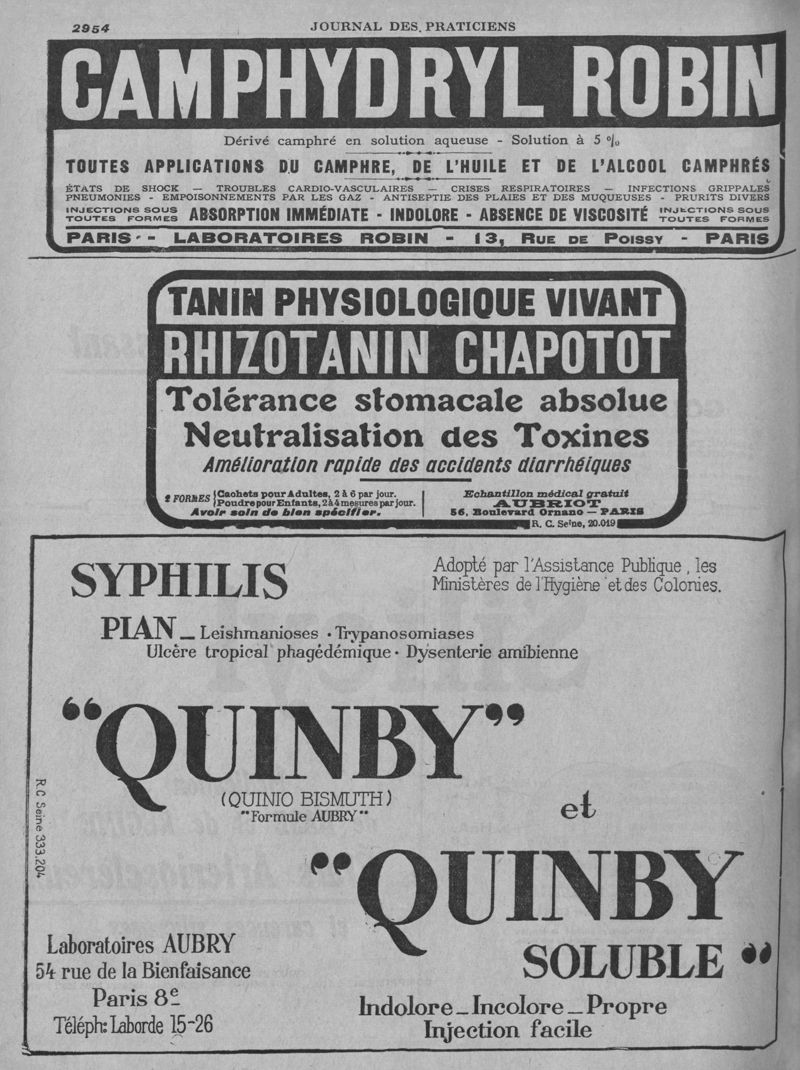 2954
JOURNAL DES PRATICIENS
CAMPHYDRYL ROBIN
Dérivé camphré en solution aqueuse - Solution à 5 %
TOUTES APPLICATIONS DU CAMPHRE, DE L'HUILE ET DE L'ALCOOL CAMPHRÉS
ÉTATS DE SHOCK — TROUBLES CARDIO-VASCULAIRES — CRISES RESPIRATOIRES — INFECTIONS GRIPPALES
PNEUMONIES - EMPOISONNEMENTS PAR LES GAZ - ANTISEPTIE DES PLAIES ET DES MUQUEUSES - PRURITS DIVERS
INJECTIONS SOUS TOUTES FORMES ABSORPTION IMMÉDIATE - INDOLORE - ABSENCE DE VISCOSITÉ INJECTIONS SOUS TOUTES FORMES
PARIS - LABORATOIRES ROBIN - 13, RUE DE POISSY - PARIS
TANIN PHYSIOLOGIQUE VIVANT
RHIZOTANIN CHAPOTOT
Tolérance stomacale absolue
Neutralisation des Toxines
Amélioration rapide des accidents diarrhéiques
2 FORMES { Cachets pour Adultes, 2 à 6 par jour.
Poudre pour Enfants, 2 à 4 mesures par jour.
Avoir soin de bien spécifier.
Echantillon médical gratuit
AUBRIOT
56, Boulevard Ornano — PARIS
R. C. Seine, 20.019
SYPHILIS
Adopté par l'Assistance Publique, les
Ministères de l'Hygiène et des Colonies.
PIAN _ Leishmanioses · Trypanosomiases
Ulcère tropical phagédémique · Dysenterie amibienne
“QUINBY”
(QUINIO BISMUTH)
"Formule AUBRY"
et
“QUINBY
SOLUBLE “
R.C Seine 333.204
Laboratoires AUBRY
54 rue de la Bienfaisance
Paris 8e
Téléph: Laborde 15-26
Indolore _ Incolore _ Propre
Injection facile